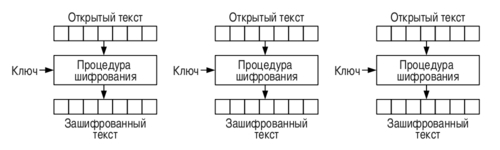 Открытый текст
Ключ
Процедура
шифрования
Зашифрованный
текст
Открытый текст
Ключ
Процедура
шифрования
Зашифрованный
текст
Открытый текст
Ключ
Процедура
шифрования
Зашифрованный
текст